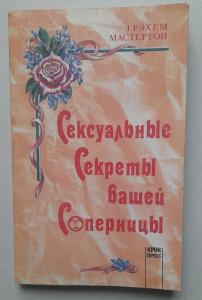 ГРЭХЕМ
МАСТЕРТОН
Сексуальные
Секреты
вашей
Соперницы
КРОН
ПРЕСС